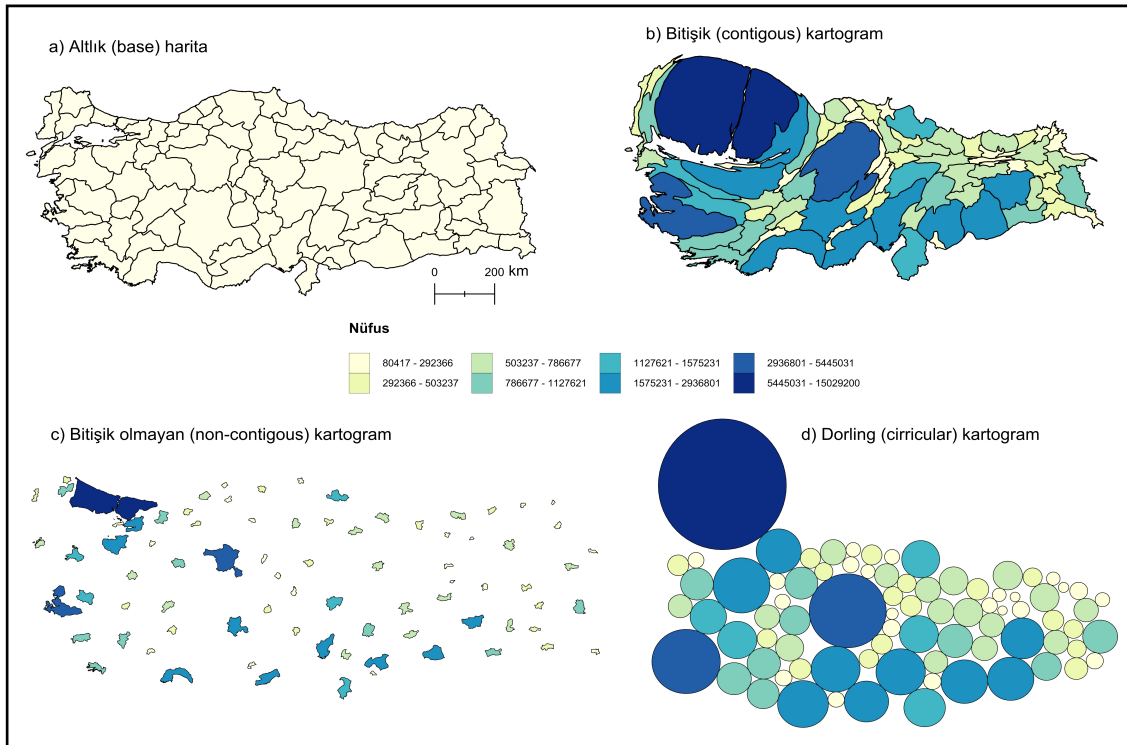 a) Altlık (base) harita
b) Bitişik (contigous) kartogram
0 200 km
Nüfus
80417 - 292366
292366 - 503237
503237 - 786677
786677 - 1127621
1127621 - 1575231
1575231 - 2936801
2936801 - 5445031
5445031 - 15029200
c) Bitişik olmayan (non-contigous) kartogram
d) Dorling (cirricular) kartogram